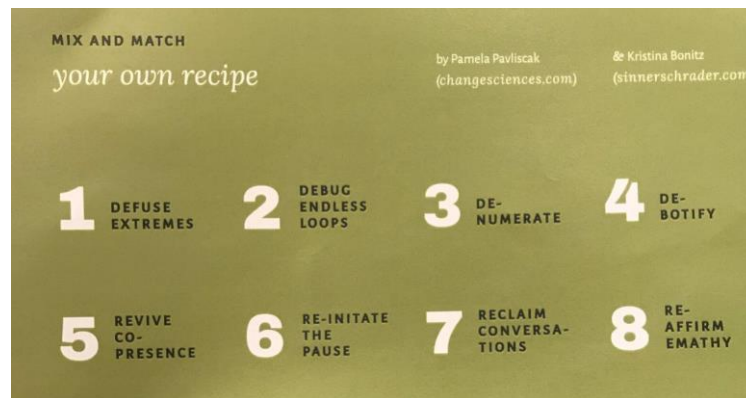 MIX AND MATCH
your own recipe
by Pamela Pavliscak
(changesciences.com)
& Kristina Bonitz
(sinnerschrader.com
1 DEFUSE
EXTREMES
2 DEBUG
ENDLESS
LOOPS
3 DE-
NUMERATE
4 DE-
BOTIFY
5 REVIVE
CO-
PRESENCE
6 RE-INITATE
THE
PAUSE
7 RECLAIM
CONVERSA-
TIONS
8 RE-
AFFIRM
EMATHY